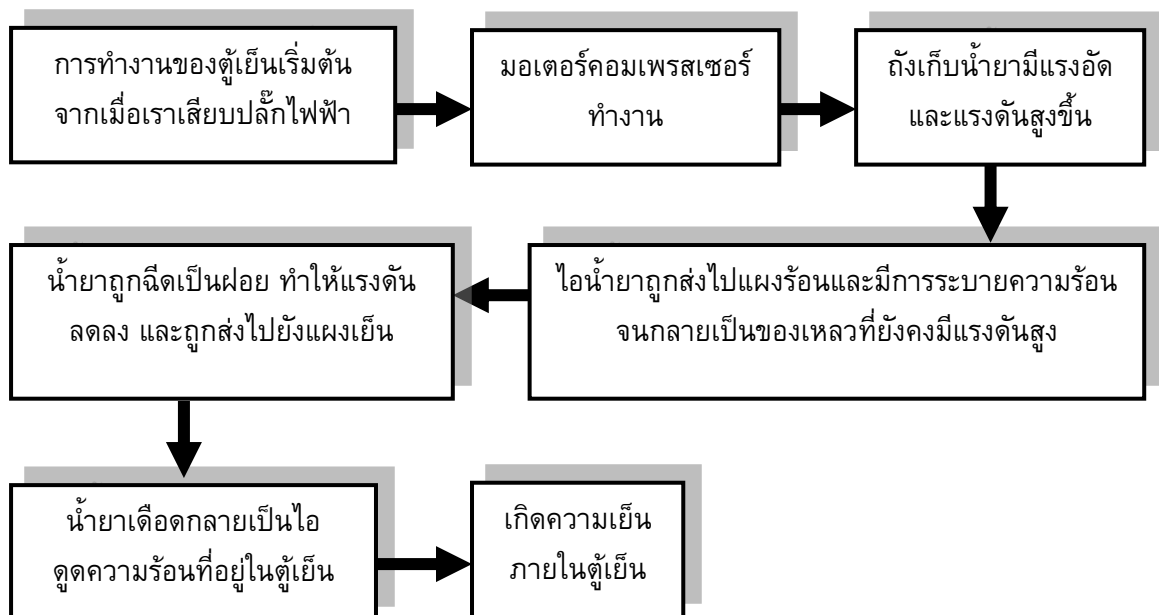 การทำงานของตู้เย็นเริ่มต้น
จากเมื่อเราเสียบปลั๊กไฟฟ้า
มอเตอร์คอมเพรสเซอร์
ทำงาน
ถังเก็บน้ำยามีแรงอัด
และแรงดันสูงขึ้น
ไอน้ำยาถูกส่งไปแผงร้อนและมีการระบายความร้อน
จนกลายเป็นของเหลวที่ยังคงมีแรงดันสูง
น้ำยาถูกฉีดเป็นฝอย ทำให้แรงดัน
ลดลง และถูกส่งไปยังแผงเย็น
น้ำยาเดือดกลายเป็นไอ
ดูดความร้อนที่อยู่ในตู้เย็น
เกิดความเย็น
ภายในตู้เย็น